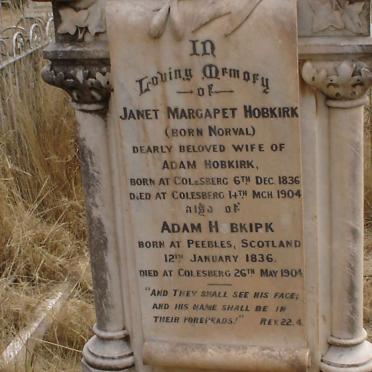 IN
Loving Memory
OF
JANET MARGAPET HOBKIRK
(BORN NORVAL)
DEARLY BELOVED WIFE OF
ADAM HOBKIRK,
BORN AT COLESBERG 6TH DEC. 1836
DIED AT COLESBERG 14TH MCH 1904
also of
ADAM H BKIPK
BORN AT PEEBLES, SCOTLAND
12TH JANUARY 1836.
DIED AT COLESBERG 26TH MAY 1904
"AND THEY SHALL SEE HIS FACE;
AND HIS NAME SHALL BE IN
THEIR FOREHEADS." REV. 22.4.